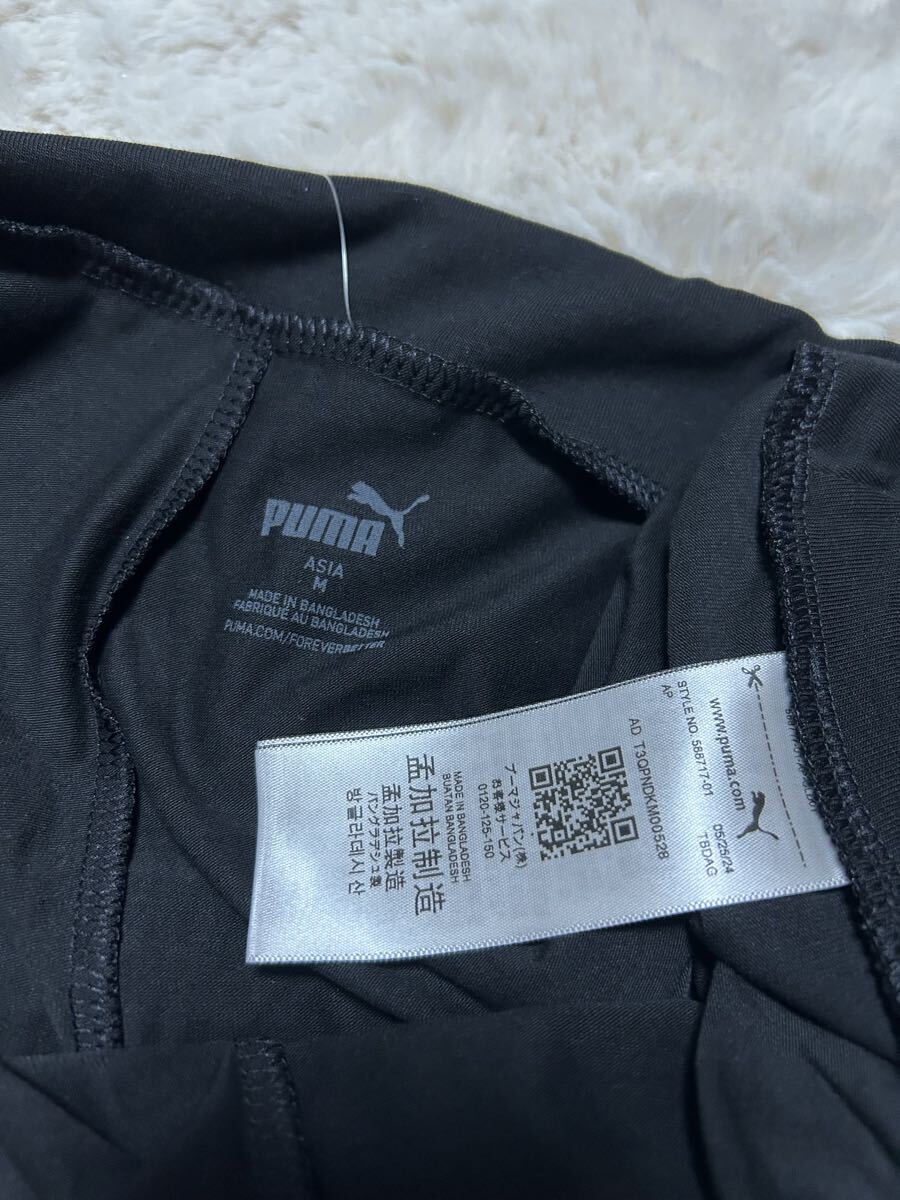 PUMA
ASIA
M
MADE IN BANGLADESH
FABRIQUÉ AU BANGLADESH
PUMA.COM/FOREVERBETTER
www.puma.com
05/25/24
STYLE NO. 588717-01
TBDAG
AP
AD T3QPNDKM00528
プーマジャパン(株)
お客様サービス
0120-125-150
MADE IN BANGLADESH
BUATAN BANGLADESH
孟加拉制造
バングラデシュ製
孟加拉製造
방글라데시 산